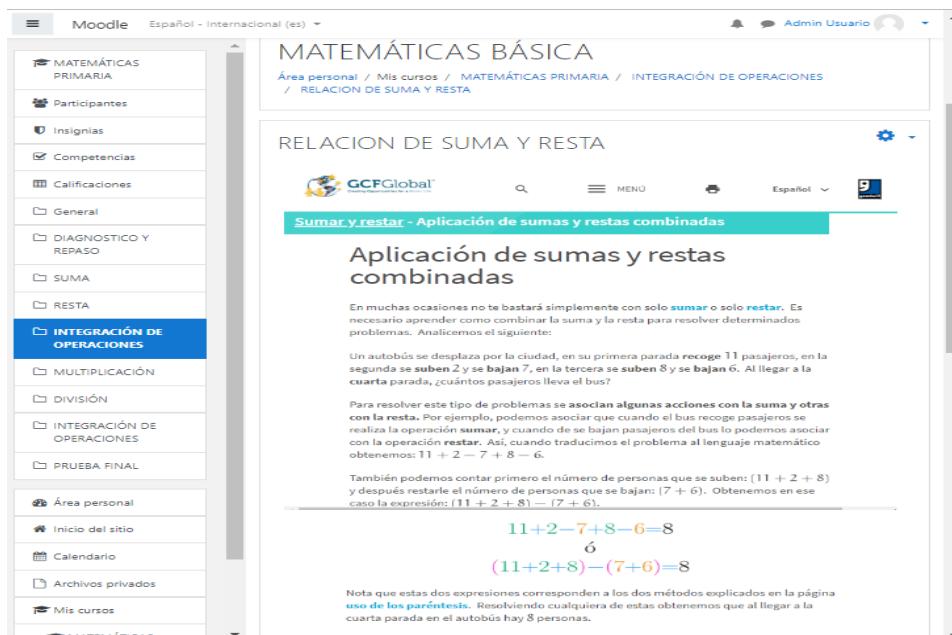 Moodle Español - Internacional (es)
Admin Usuario
MATEMÁTICAS
PRIMARIA
Participantes
Insignias
Competencias
Calificaciones
General
DIAGNOSTICO Y
REPASO
SUMA
RESTA
INTEGRACIÓN DE
OPERACIONES
MULTIPLICACIÓN
DIVISIÓN
INTEGRACIÓN DE
OPERACIONES
PRUEBA FINAL
Área personal
Inicio del sitio
Calendario
Archivos privados
Mis cursos
MATEMÁTICAS BÁSICA
Área personal / Mis cursos / MATEMÁTICAS PRIMARIA / INTEGRACIÓN DE OPERACIONES
/ RELACION DE SUMA Y RESTA
RELACION DE SUMA Y RESTA
GCFGlobal
MENÚ
Español
Sumar y restar - Aplicación de sumas y restas combinadas
Aplicación de sumas y restas
combinadas
En muchas ocasiones no te bastará simplemente con solo sumar o solo restar. Es
necesario aprender como combinar la suma y la resta para resolver determinados
problemas. Analicemos el siguiente:
Un autobús se desplaza por la ciudad, en su primera parada recoge 11 pasajeros, en la
segunda se suben 2 y se bajan 7, en la tercera se suben 8 y se bajan 6. Al llegar a la
cuarta parada, ¿cuántos pasajeros lleva el bus?
Para resolver este tipo de problemas se asocian algunas acciones con la suma y otras
con la resta. Por ejemplo, podemos asociar que cuando el bus recoge pasajeros se
realiza la operación sumar, y cuando de se bajan pasajeros del bus lo podemos asociar
con la operación restar. Así, cuando traducimos el problema al lenguaje matemático
obtenemos: 11 + 2 − 7 + 8 − 6.
También podemos contar primero el número de personas que se suben: (11 + 2 + 8)
y después restarle el número de personas que se bajan: (7 + 6). Obtenemos en ese
caso la expresión: (11 + 2 + 8) − (7 + 6).
11+2−7+8−6=8
ó
(11+2+8)−(7+6)=8
Nota que estas dos expresiones corresponden a los dos métodos explicados en la página
uso de los paréntesis. Resolviendo cualquiera de estas obtenemos que al llegar a la
cuarta parada en el autobús hay 8 personas.